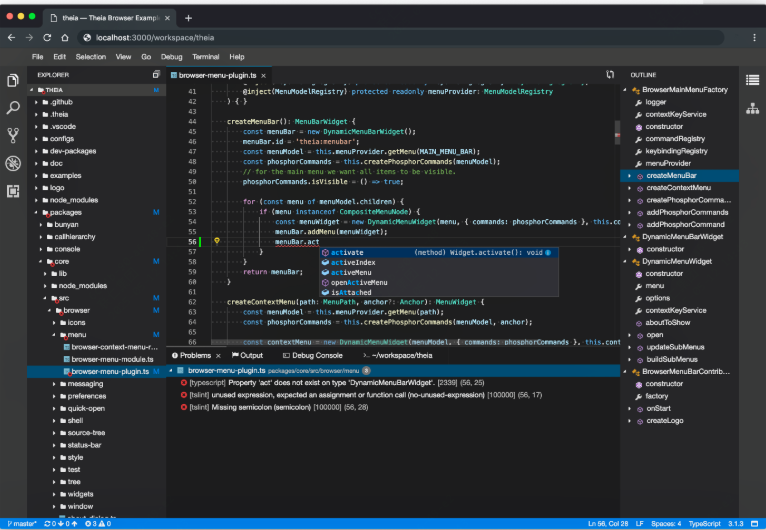 theia — Theia Browser Example
localhost:3000/workspace/theia
File Edit Selection View Go Debug Terminal Help
EXPLORER
THEIA M
.github
.theia
.vscode
configs
dev-packages
doc
examples
logo
node_modules
packages M
bunyan
callhierarchy
console
core M
lib
node_modules
src M
browser M
icons
menu M
browser-context-menu-r...
browser-menu-module.ts
browser-menu-plugin.ts M
messaging
preferences
quick-open
shell
source-tree
status-bar
style
test
tree
widgets
window
browser-menu-plugin.ts
41 @inject(MenuModelRegistry) protected readonly menuProvider: MenuModelRegistry
42 ) { }
43
44 createMenuBar(): MenuBarWidget {
45 const menuBar = new DynamicMenuBarWidget();
46 menuBar.id = 'theia:menubar';
47 const menuModel = this.menuProvider.getMenu(MAIN_MENU_BAR);
48 const phosphorCommands = this.createPhosphorCommands(menuModel);
49 // for the main menu we want all items to be visible.
50 phosphorCommands.isVisible = () => true;
51
52 for (const menu of menuModel.children) {
53 if (menu instanceof CompositeMenuNode) {
54 const menuWidget = new DynamicMenuWidget(menu, { commands: phosphorCommands }, this.co
55 menuBar.addMenu(menuWidget);
56 menuBar.act
57 }
58 }
59 return menuBar;
60 }
61
62 createContextMenu(path: MenuPath, anchor?: Anchor): MenuWidget {
63 const menuModel = this.menuProvider.getMenu(path);
64 const phosphorCommands = this.createPhosphorCommands(menuModel, anchor);
65
66 const contextMenu = new DynamicMenuWidget(menuModel, { commands: phosphorCommands }, this.cont
activate (method) Widget.activate(): void
activeIndex
activeMenu
openActiveMenu
isAttached
Problems Output Debug Console ~/workspace/theia
browser-menu-plugin.ts packages/core/src/browser/menu 3
[typescript] Property 'act' does not exist on type 'DynamicMenuBarWidget'. [2339] (56, 25)
[tslint] unused expression, expected an assignment or function call (no-unused-expression) [100000] (56, 17)
[tslint] Missing semicolon (semicolon) [100000] (56, 28)
OUTLINE
BrowserMainMenuFactory
logger
contextKeyService
constructor
commandRegistry
keybindingRegistry
menuProvider
createMenuBar
createContextMenu
createPhosphorComma...
addPhosphorCommands
addPhosphorCommand
DynamicMenuBarWidget
constructor
DynamicMenuWidget
constructor
menu
options
contextKeyService
aboutToShow
open
updateSubMenus
buildSubMenus
BrowserMenuBarContrib...
constructor
factory
onStart
createLogo
master* 0 0 3 0
Ln 56, Col 28 LF Spaces: 4 TypeScript 3.1.3